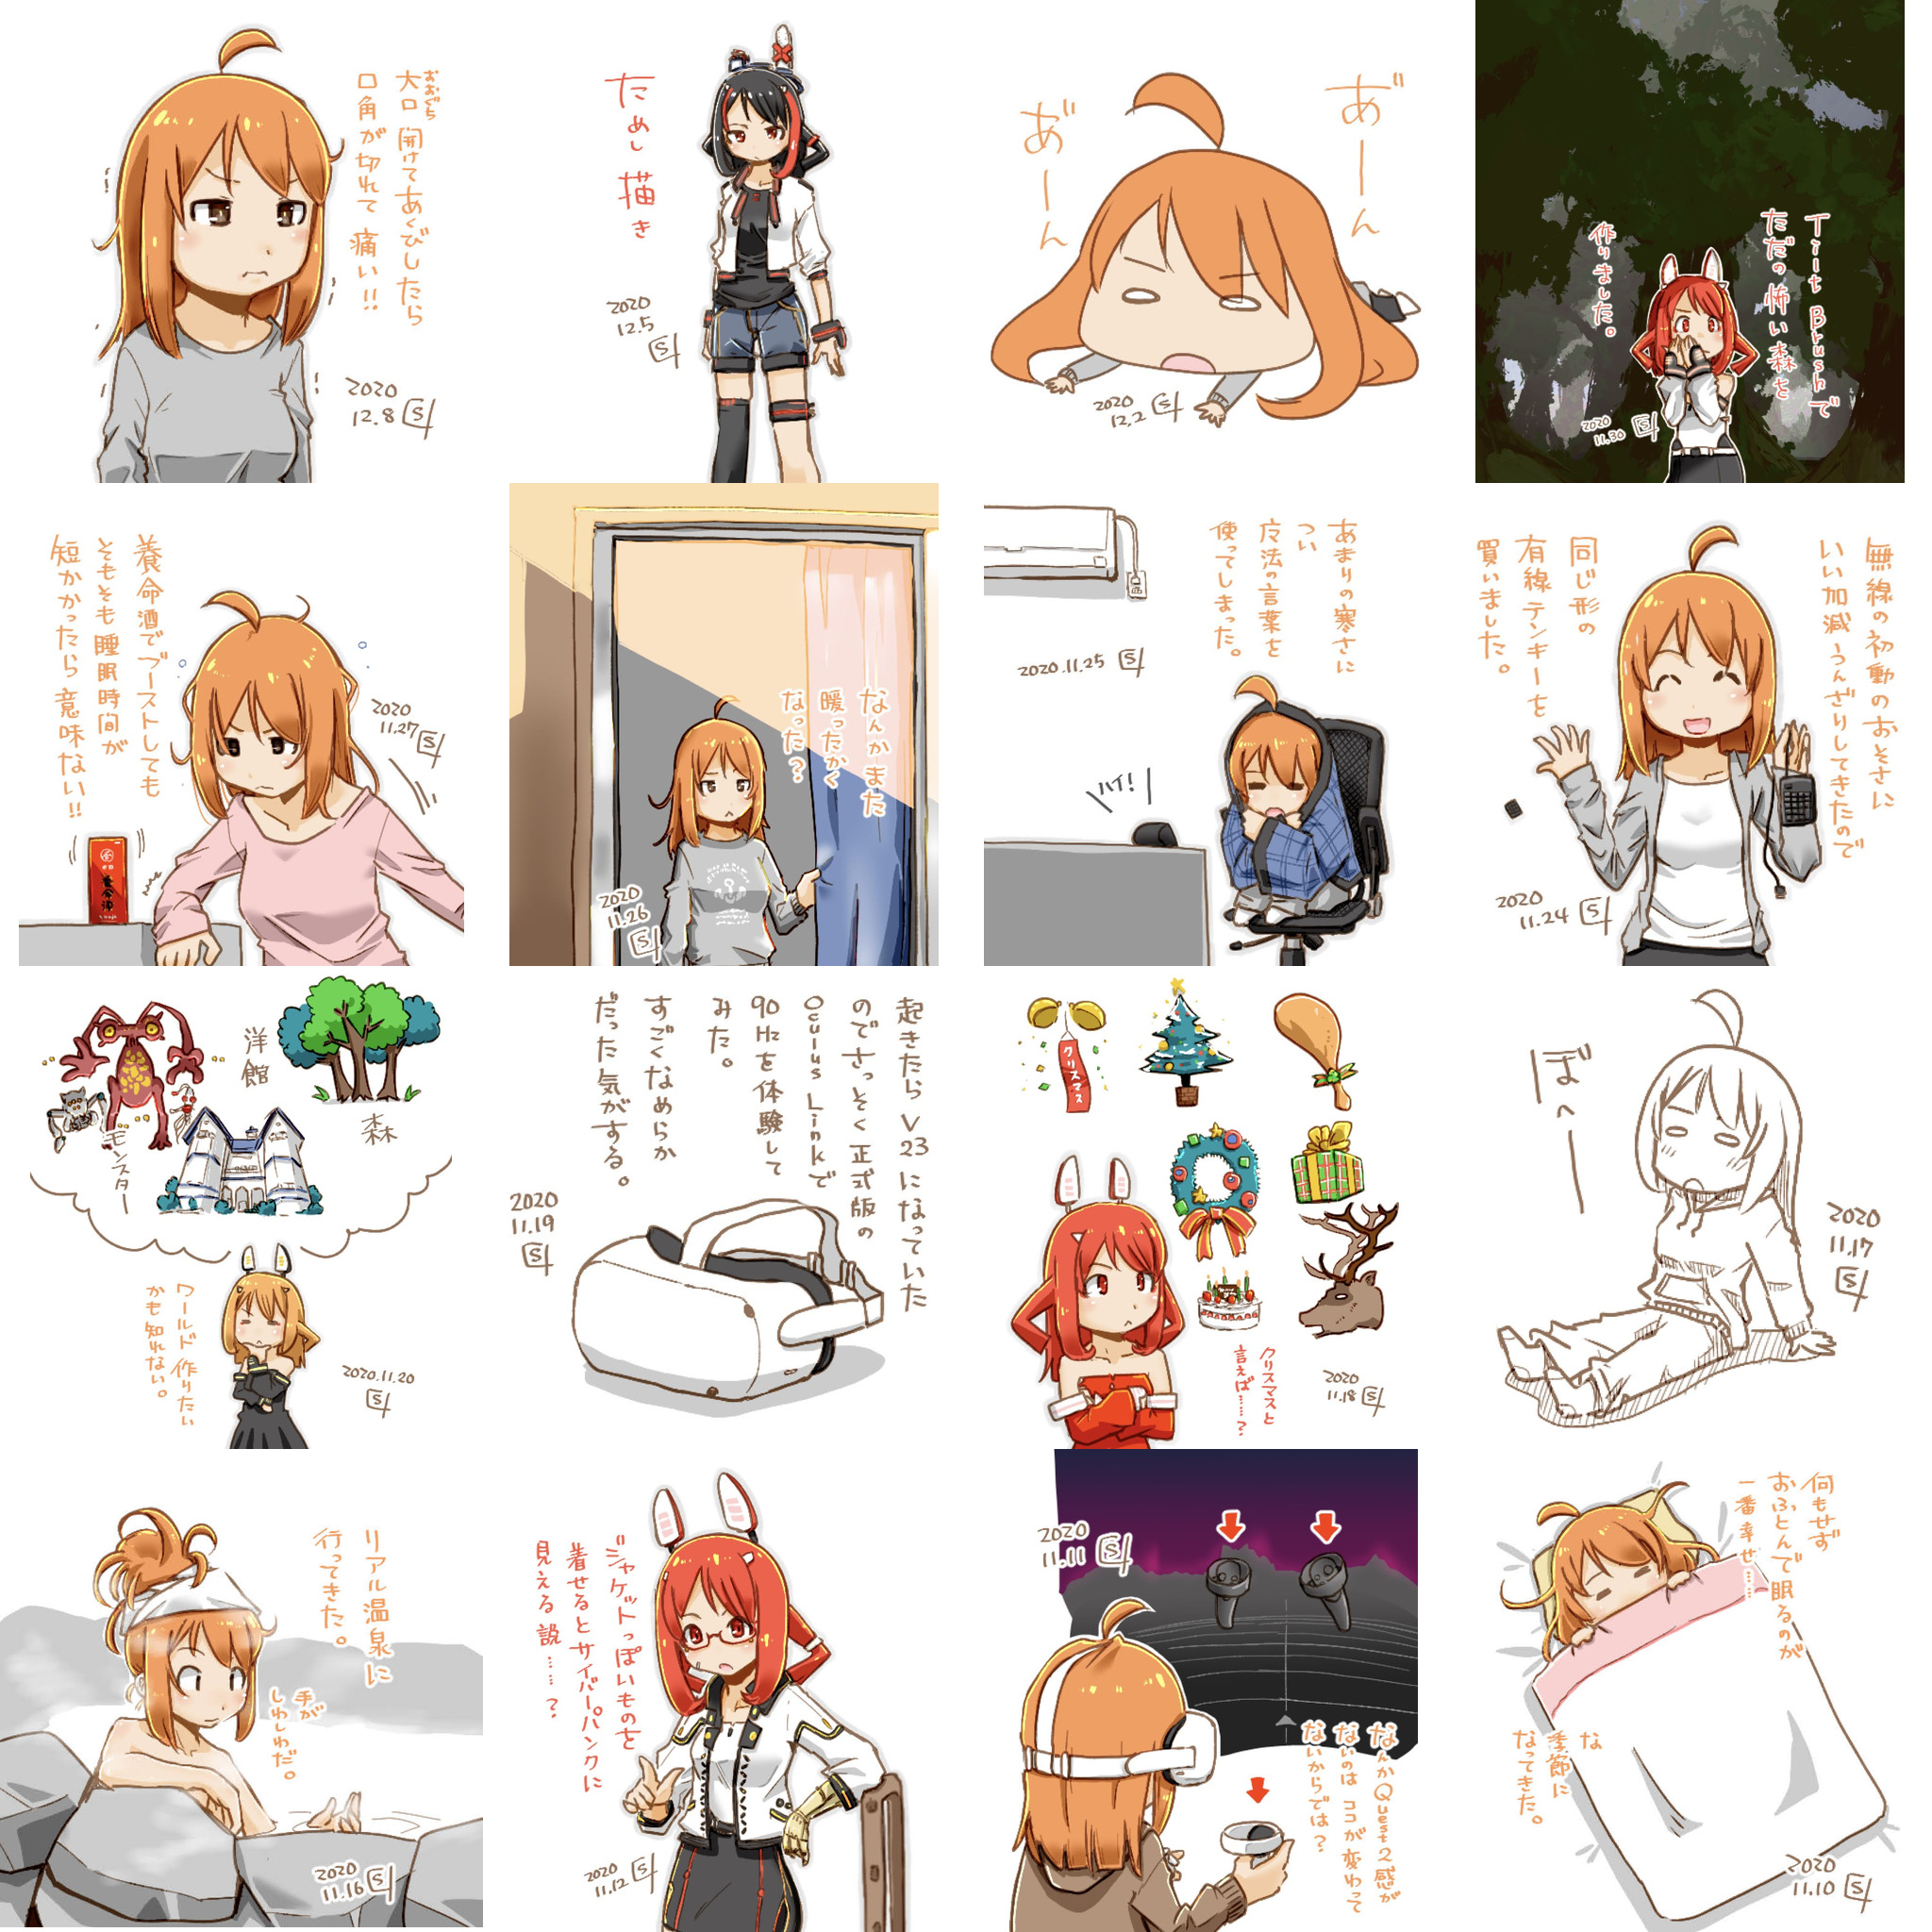 大口開けてあくびしたら
おおぐち
口角が切れて痛い!!
2020
12.8
ためし描き
2020
12.5
あ゛ーん
あ゛ーん
2020
12.2
Tilt Brushで
ただの怖い森を
作りました。
2020
11.30
養命酒でブーストしても
そもそも睡眠時間が
短かかったら意味ない!!
2020
11.27
養命酒
なんかまた
暖ったかく
なった?
2020
11.26
あまりの寒さに
つい
魔法の言葉を
使ってしまった。
2020.11.25
ハイ!
無線の初動のおそさに
いい加減うんざりしてきたので
同じ形の
有線テンキーを
買いました。
2020
11.24
洋館
森
モンスター
ワールド作りたい
かも知れない。
2020.11.20
起きたらV23になっていた
のでさっそく正式版の
Oculus Linkで
90Hzを体験して
みた。
すごくなめらか
だった気がする。
2020
11.19
クリスマス
クリスマスと
言えば……?
2020
11.18
ぼへー
2020
11.17
リアル温泉に
行ってきた。
手が
しわしわだ。
2020
11.16
ジャケットっぽいものを
着せるとサイバーパンクに
見える説……?
2020
11.12
2020
11.11
なんかQuest2感が
ないのはココが変わって
ないからでは?
何もせず
おふとんで眠るのが
一番幸せ……
な
季節に
なってきた。
2020
11.10